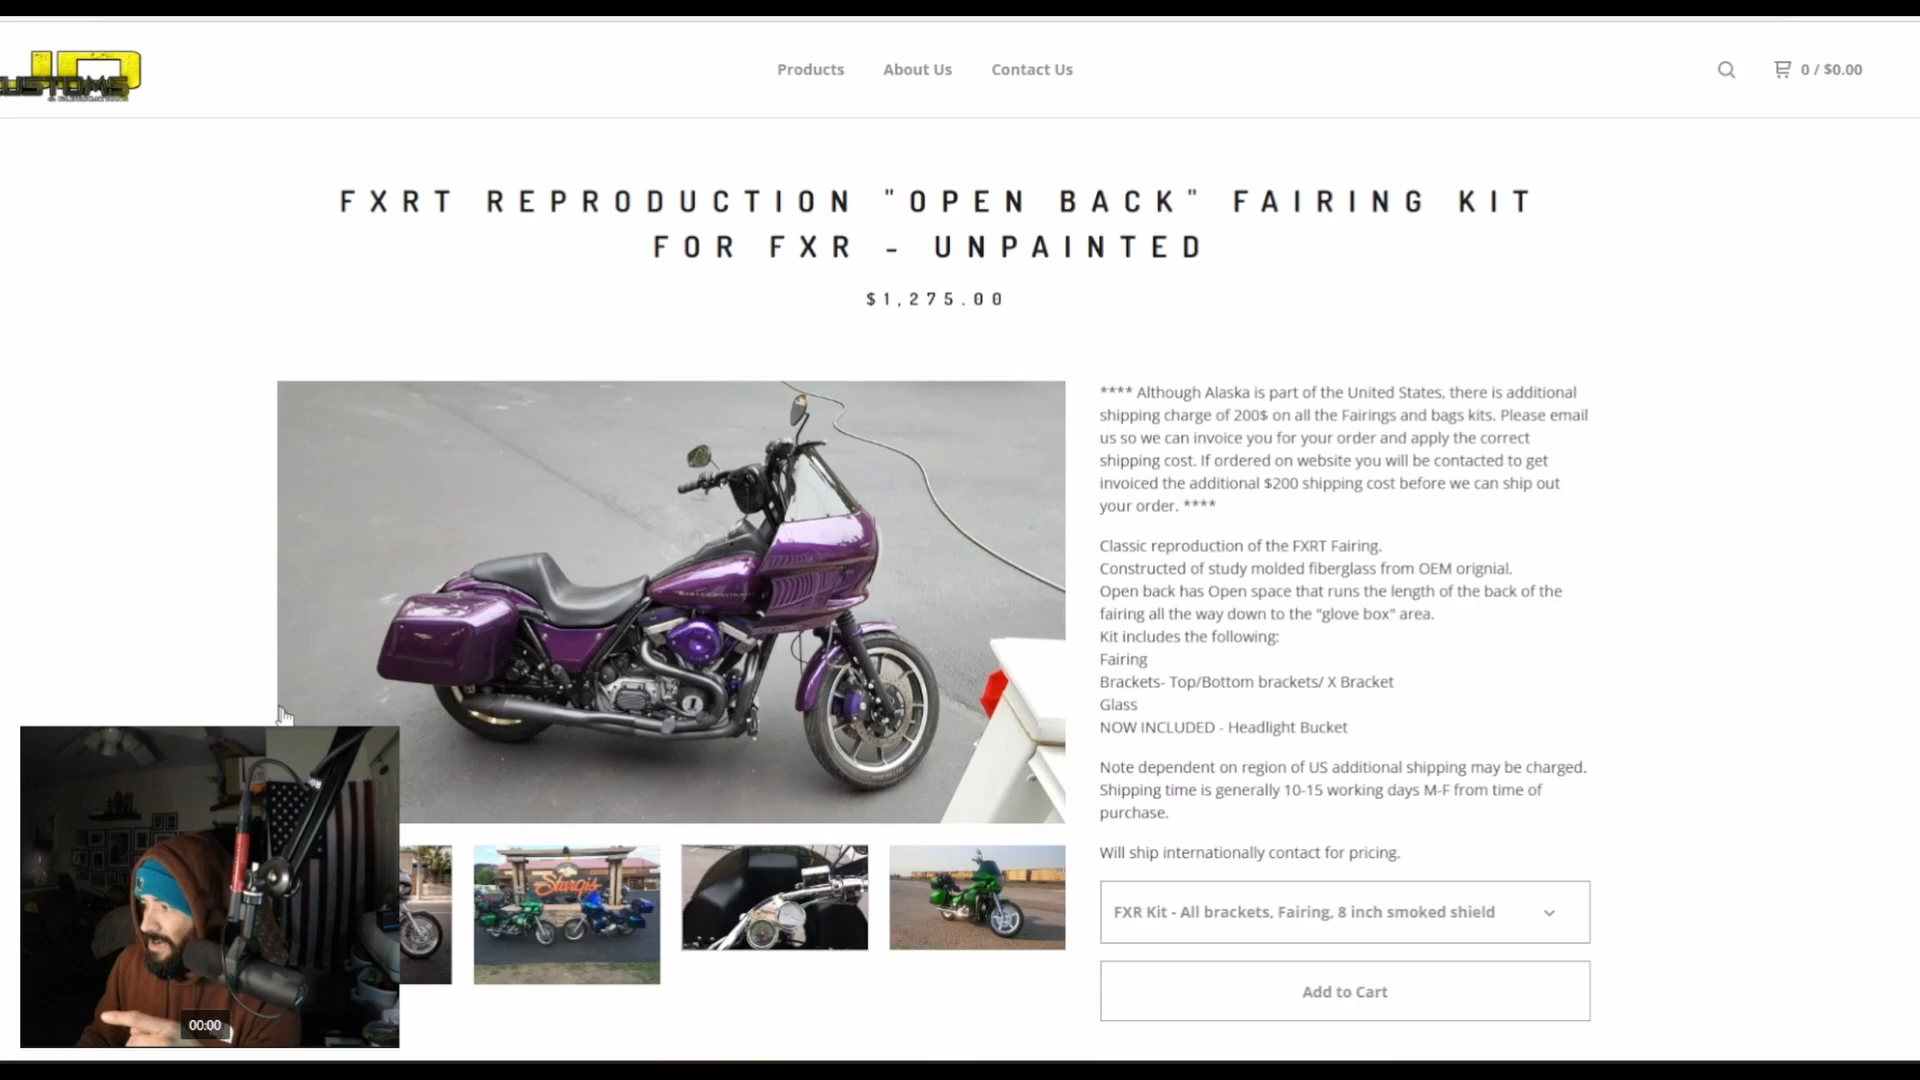 JD
CUSTOMS
Products
About Us
Contact Us
0 / $0.00
FXRT REPRODUCTION "OPEN BACK" FAIRING KIT
FOR FXR - UNPAINTED
$1,275.00
**** Although Alaska is part of the United States, there is additional
shipping charge of 200$ on all the Fairings and bags kits. Please email
us so we can invoice you for your order and apply the correct
shipping cost. If ordered on website you will be contacted to get
invoiced the additional $200 shipping cost before we can ship out
your order. ****
Classic reproduction of the FXRT Fairing.
Constructed of study molded fiberglass from OEM orignial.
Open back has Open space that runs the length of the back of the
fairing all the way down to the "glove box" area.
Kit includes the following:
Fairing
Brackets- Top/Bottom brackets/ X Bracket
Glass
NOW INCLUDED - Headlight Bucket
Note dependent on region of US additional shipping may be charged.
Shipping time is generally 10-15 working days M-F from time of
purchase.
Will ship internationally contact for pricing.
FXR Kit - All brackets, Fairing, 8 inch smoked shield
Add to Cart
Sturgis
00:00